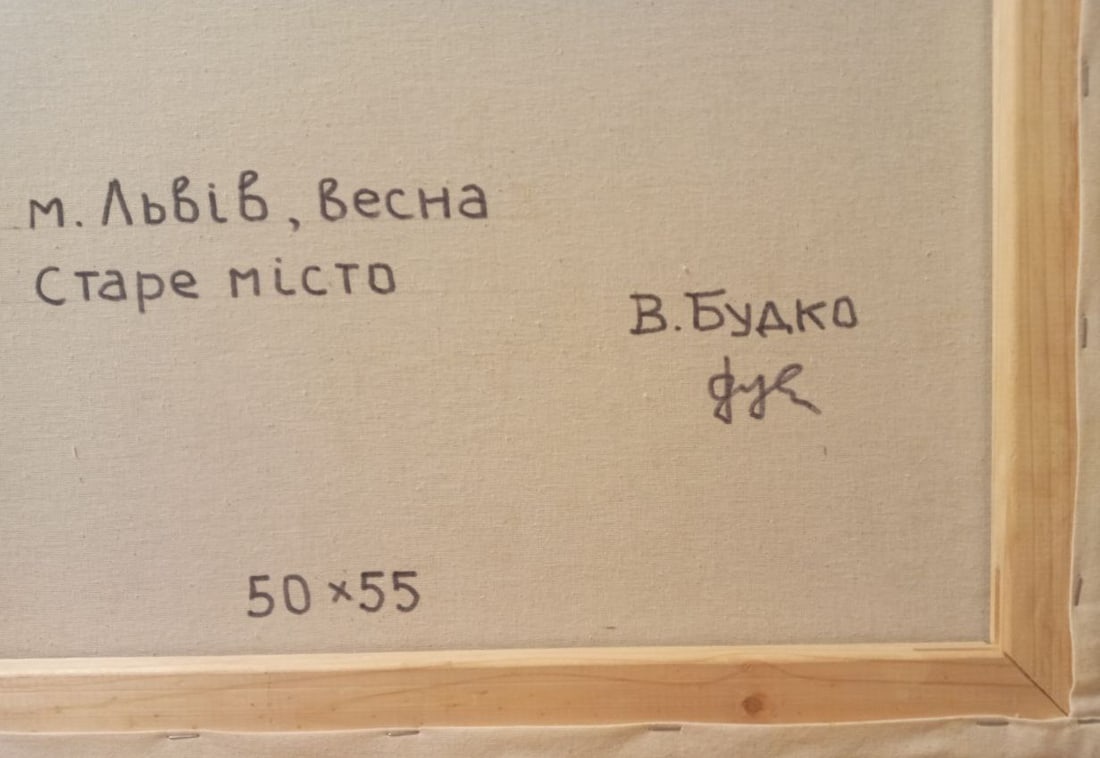 м. Львів, весна
Старе місто
В. Будко
50×55